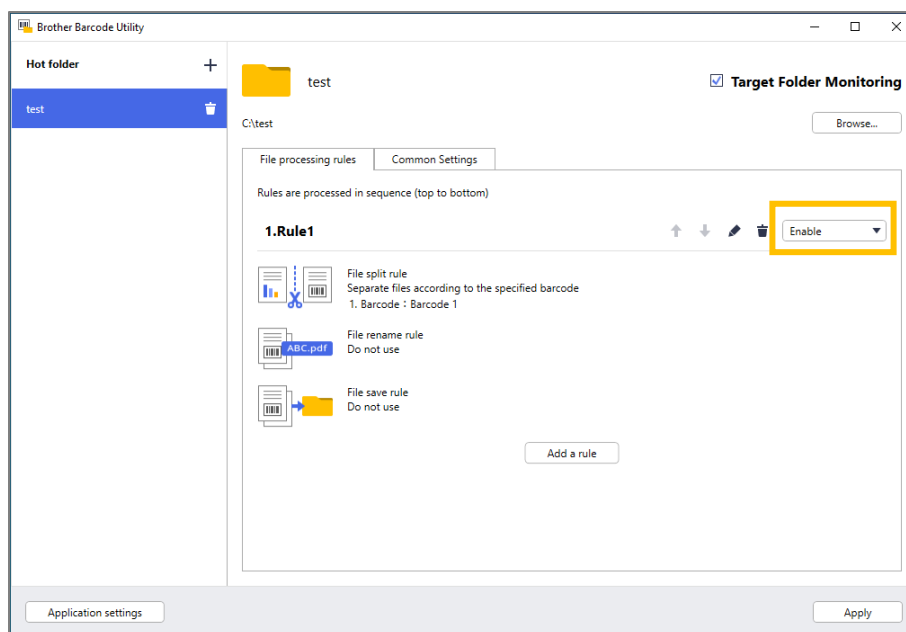 Brother Barcode Utility
Hot folder
test
test
Target Folder Monitoring
C:\test
Browse...
File processing rules
Common Settings
Rules are processed in sequence (top to bottom)
1.Rule1
Enable
File split rule
Separate files according to the specified barcode
1. Barcode : Barcode 1
ABC.pdf
File rename rule
Do not use
File save rule
Do not use
Add a rule
Application settings
Apply